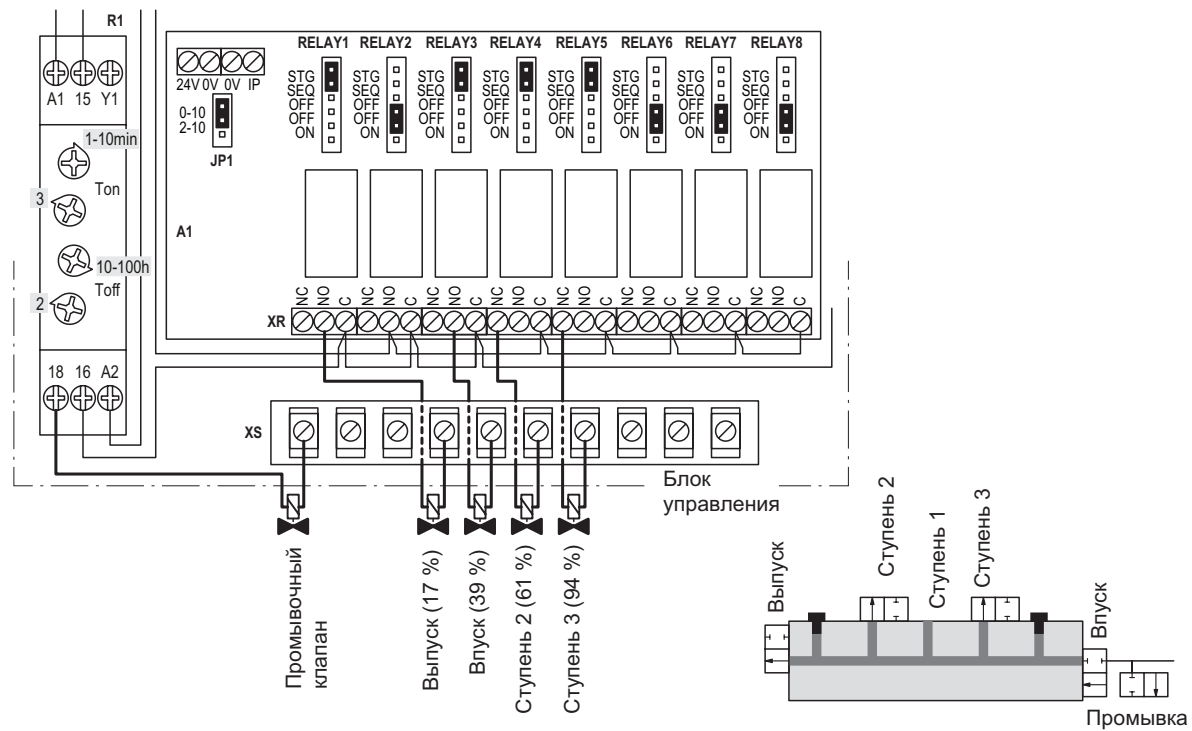 R1
A1 15 Y1
1-10min
Ton
3
10-100h
Toff
2
18 16 A2
RELAY1 RELAY2 RELAY3 RELAY4 RELAY5 RELAY6 RELAY7 RELAY8
24V 0V 0V IP
0-10
2-10
JP1
STG STG STG STG STG STG STG STG
SEQ SEQ SEQ SEQ SEQ SEQ SEQ SEQ
OFF OFF OFF OFF OFF OFF OFF OFF
OFF OFF OFF OFF OFF OFF OFF OFF
ON ON ON ON ON ON ON ON
A1
NC NO C NC NO C NC NO C NC NO C NC NO C NC NO C NC NO C NC NO C
XR
XS
Блок
управления
Промывочный
клапан
Выпуск (17 %)
Впуск (39 %)
Ступень 2 (61 %)
Ступень 3 (94 %)
Выпуск
Ступень 2
Ступень 1
Ступень 3
Впуск
Промывка